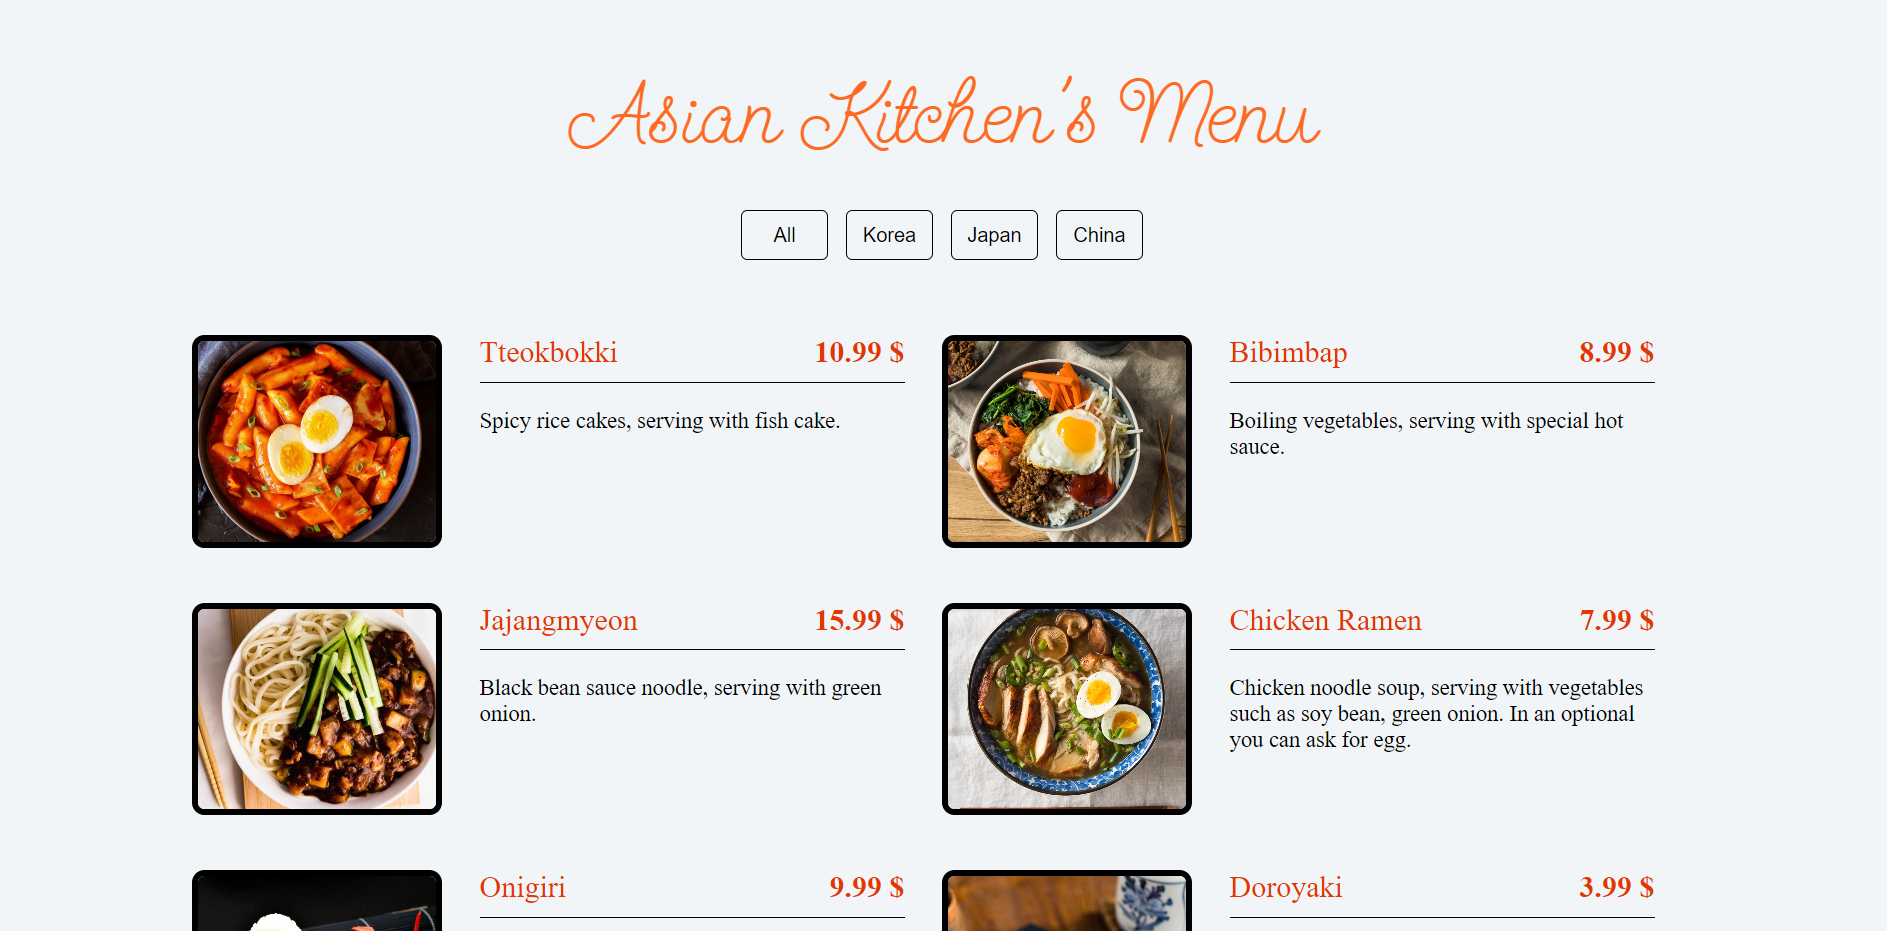 Asian Kitchen's Menu
All
Korea
Japan
China
Tteokbokki
10.99 $
Spicy rice cakes, serving with fish cake.
Bibimbap
8.99 $
Boiling vegetables, serving with special hot
sauce.
Jajangmyeon
15.99 $
Black bean sauce noodle, serving with green
onion.
Chicken Ramen
7.99 $
Chicken noodle soup, serving with vegetables
such as soy bean, green onion. In an optional
you can ask for egg.
Onigiri
9.99 $
Doroyaki
3.99 $